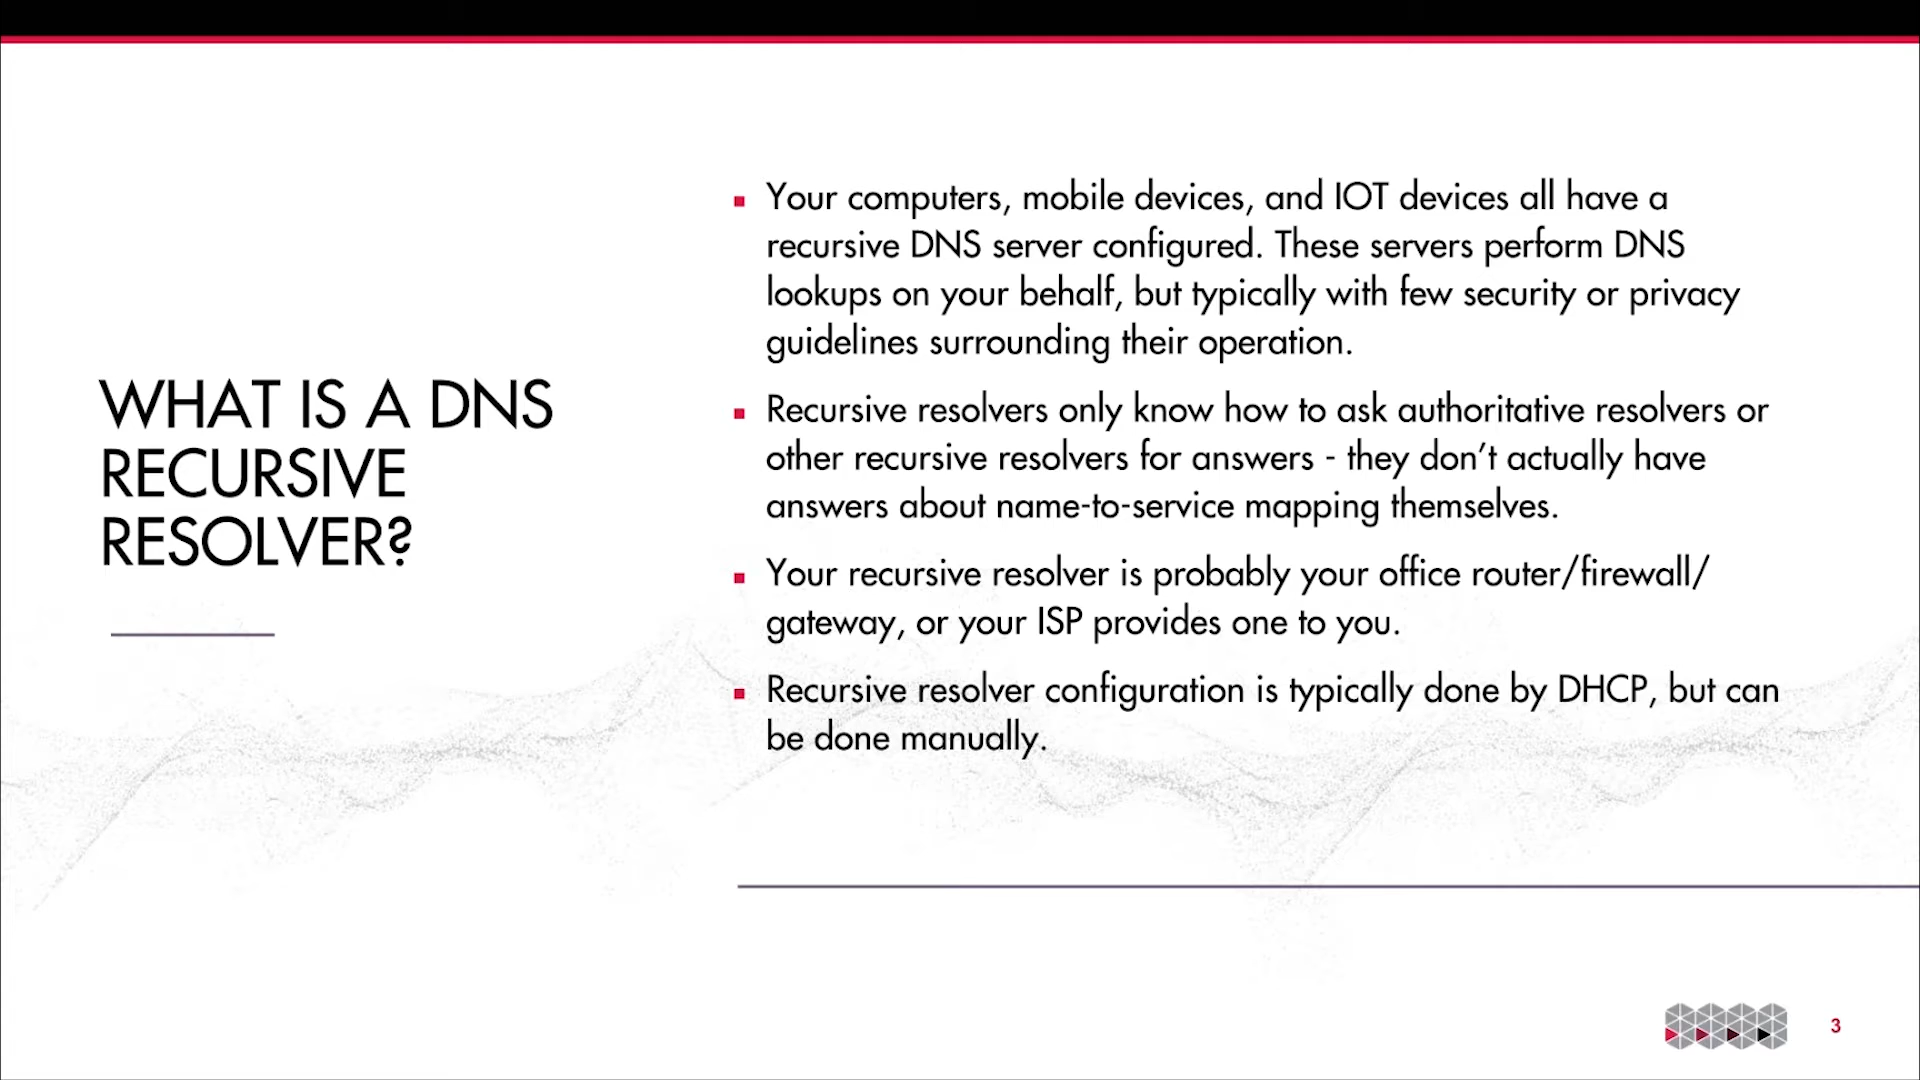 WHAT IS A DNS
RECURSIVE
RESOLVER?
Your computers, mobile devices, and IOT devices all have a
recursive DNS server configured. These servers perform DNS
lookups on your behalf, but typically with few security or privacy
guidelines surrounding their operation.
Recursive resolvers only know how to ask authoritative resolvers or
other recursive resolvers for answers - they don’t actually have
answers about name-to-service mapping themselves.
Your recursive resolver is probably your office router/firewall/
gateway, or your ISP provides one to you.
Recursive resolver configuration is typically done by DHCP, but can
be done manually.
3